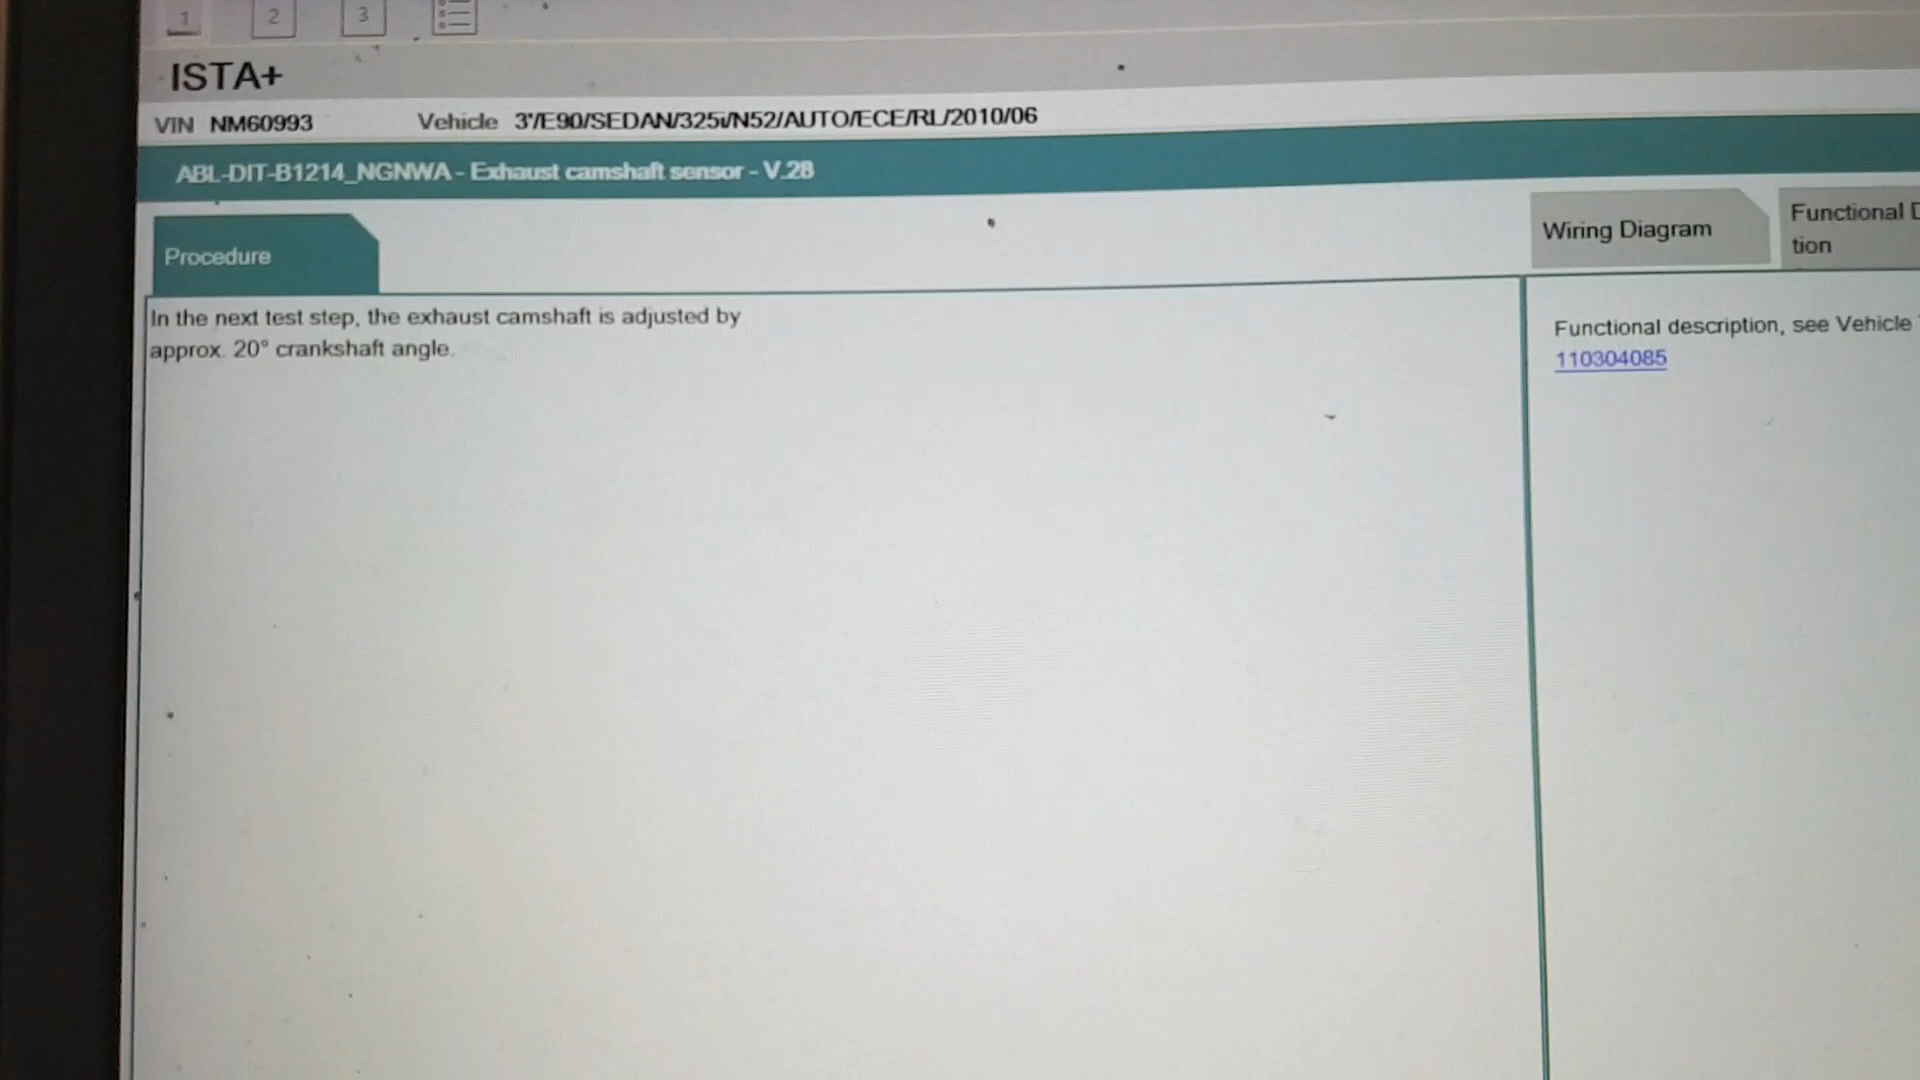 1 2 3
ISTA+
VIN NM60993 Vehicle 3'/E90/SEDAN/325i/N52/AUTO/ECE/RL/2010/06
ABL-DIT-B1214_NGNWA - Exhaust camshaft sensor - V.28
Procedure
Wiring Diagram
Functional D
tion
In the next test step, the exhaust camshaft is adjusted by
approx. 20° crankshaft angle.
Functional description, see Vehicle
110304085